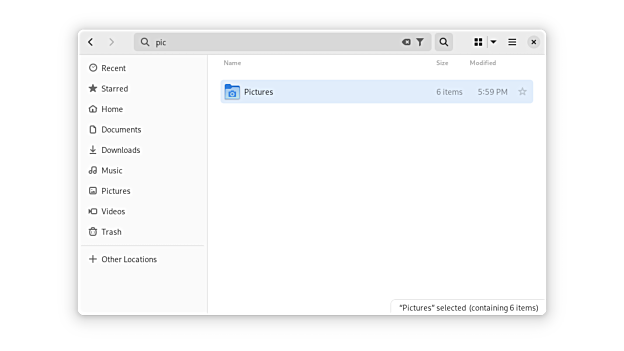 pic
Recent
Starred
Home
Documents
Downloads
Music
Pictures
Videos
Trash
Other Locations
Name Size Modified
Pictures 6 items 5:59 PM
"Pictures" selected (containing 6 items)